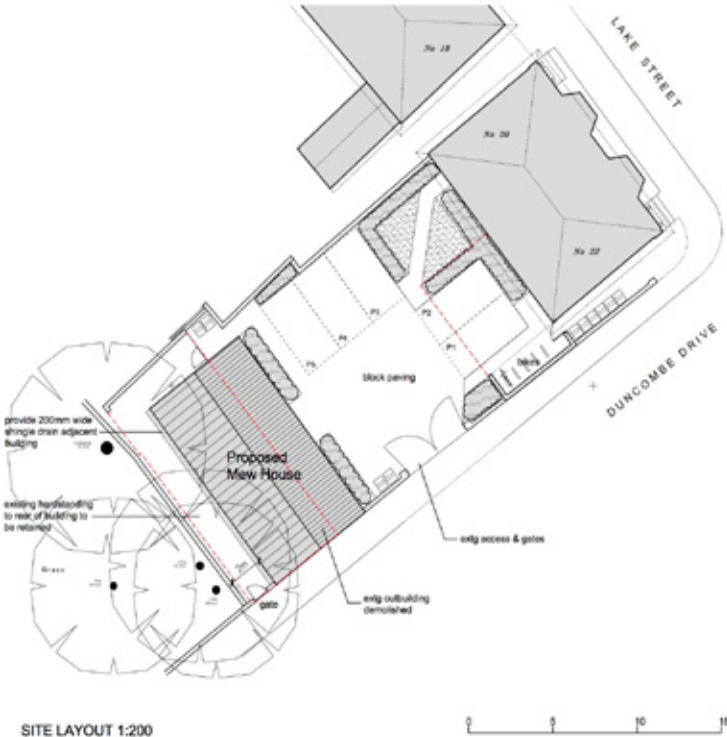 LAKE STREET
No 18
No 20
No 22
DUNCOMBE DRIVE
P3
P4
P5
P2
P1
bikes
block paving
provide 200mm wide
shingle drain adjacent
building
Proposed
Mew House
existing hardstanding
to rear of building to
be retained
Grass
2m
gate
extg access & gates
extg outbuilding
demolished
SITE LAYOUT 1:200
0 5 10 15